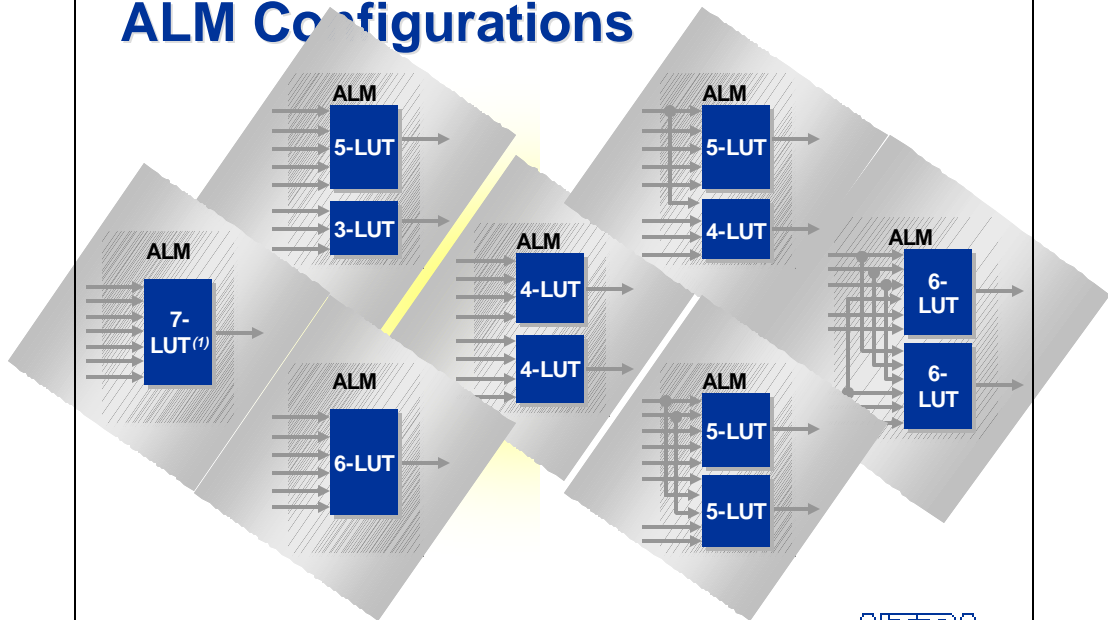 ALM Configurations
ALM
5-LUT
3-LUT
ALM
5-LUT
4-LUT
ALM
7-
LUT(1)
ALM
4-LUT
4-LUT
ALM
6-
LUT
6-
LUT
ALM
6-LUT
ALM
5-LUT
5-LUT